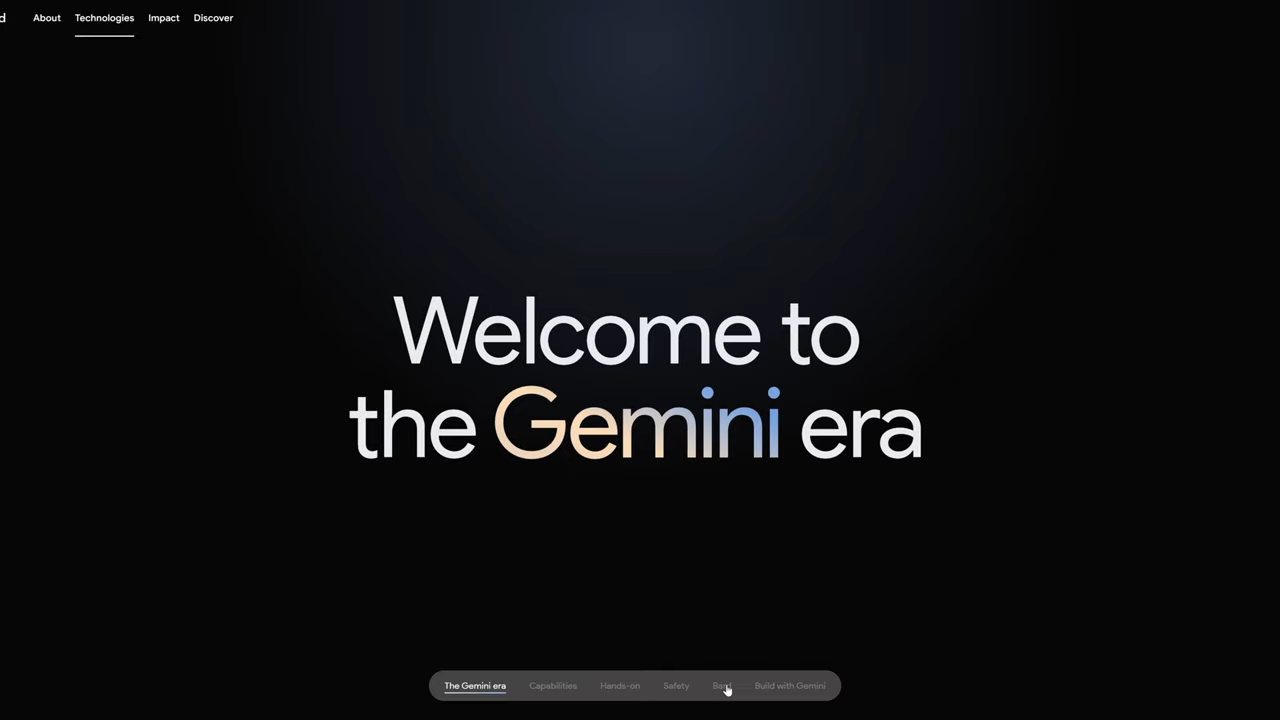 d About Technologies Impact Discover
Welcome to
the Gemini era
The Gemini era Capabilities Hands-on Safety Build with Gemini